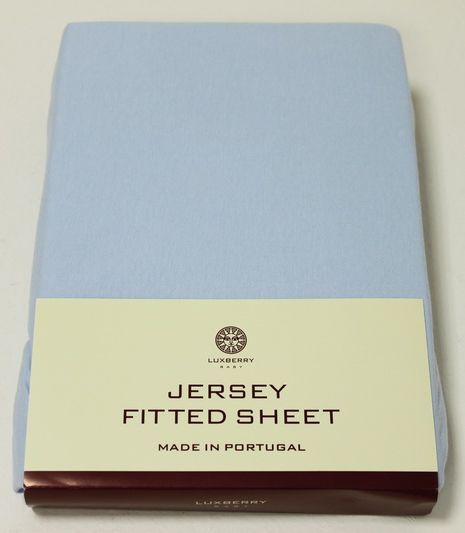 LUXBERRY
BABY
JERSEY
FITTED SHEET
MADE IN PORTUGAL
LUXBERRY